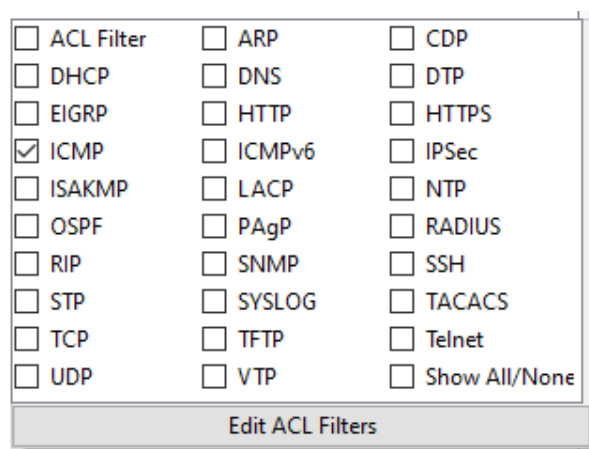 ACL Filter ARP CDP
DHCP DNS DTP
EIGRP HTTP HTTPS
ICMP ICMPv6 IPSec
ISAKMP LACP NTP
OSPF PAgP RADIUS
RIP SNMP SSH
STP SYSLOG TACACS
TCP TFTP Telnet
UDP VTP Show All/None
Edit ACL Filters